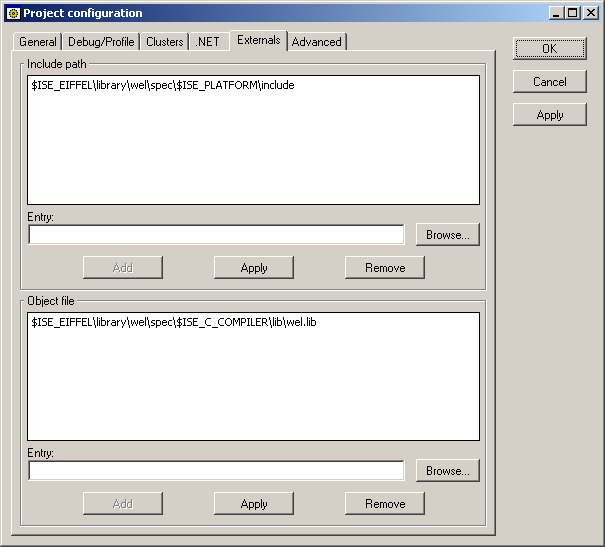 Project configuration
General
Debug/Profile
Clusters
.NET
Externals
Advanced
OK
Cancel
Apply
Include path
$ISE_EIFFEL\library\wel\spec\$ISE_PLATFORM\include
Entry:
Browse...
Add
Apply
Remove
Object file
$ISE_EIFFEL\library\wel\spec\$ISE_C_COMPILER\lib\wel.lib
Entry:
Browse...
Add
Apply
Remove